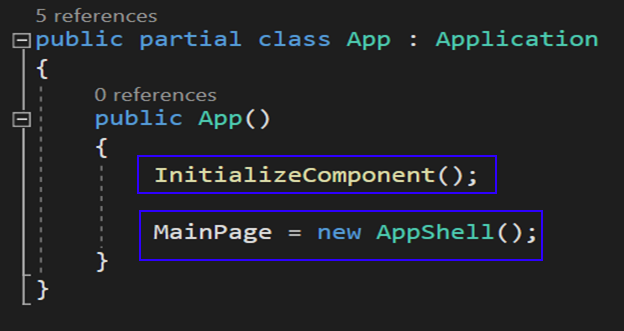 5 references
public partial class App : Application
{
0 references
public App()
{
InitializeComponent();
MainPage = new AppShell();
}
}